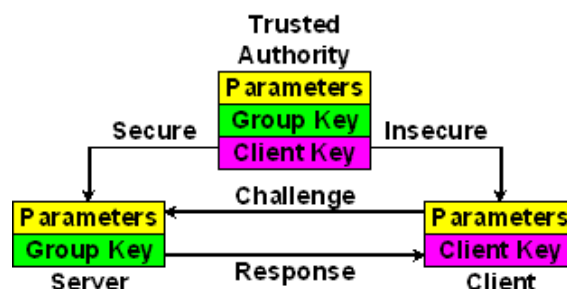 Trusted
Authority
Parameters
Group Key
Client Key
Secure
Insecure
Challenge
Parameters
Group Key
Server
Parameters
Client Key
Client
Response